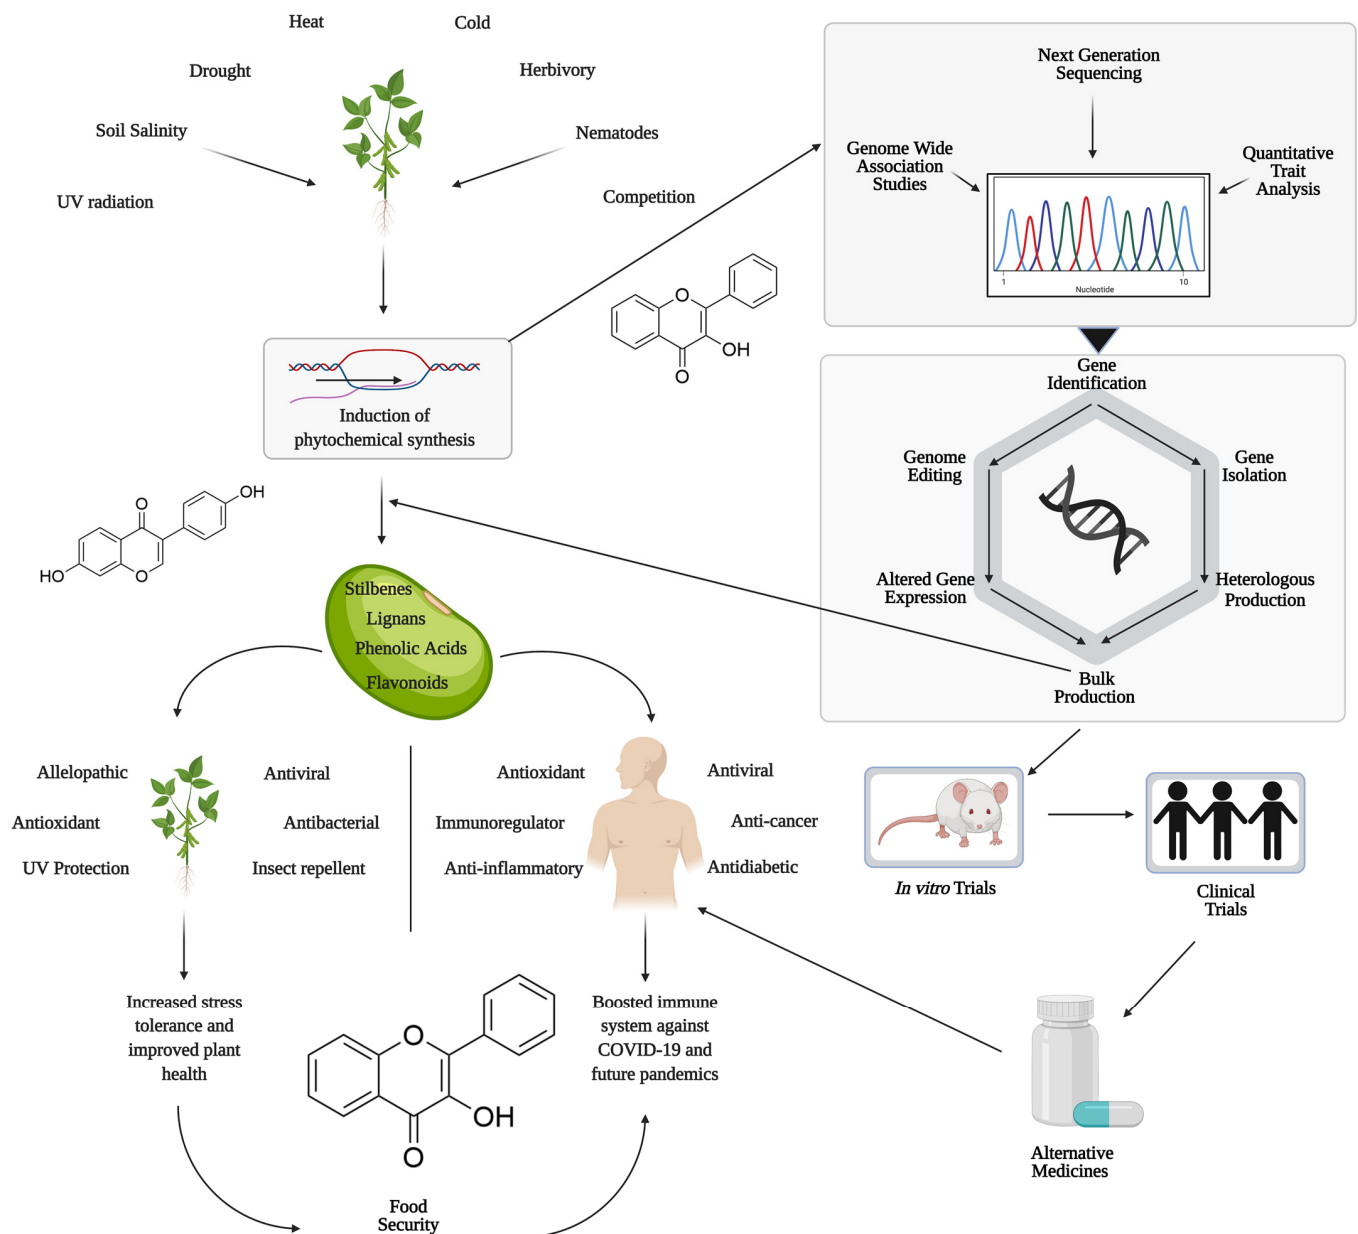 Heat
Cold
Drought
Herbivory
Soil Salinity
Nematodes
UV radiation
Competition
Next Generation
Sequencing
Genome Wide
Association
Studies
Quantitative
Trait
Analysis
1
10
Nucleotide
O
OH
O
Induction of
phytochemical synthesis
Gene
Identification
Genome
Editing
Gene
Isolation
Altered Gene
Expression
Heterologous
Production
Bulk
Production
OH
O
HO
O
Stilbenes
Lignans
Phenolic Acids
Flavonoids
Allelopathic
Antiviral
Antioxidant
Antibacterial
UV Protection
Insect repellent
Antioxidant
Antiviral
Immunoregulator
Anti-cancer
Anti-inflammatory
Antidiabetic
In vitro Trials
Clinical
Trials
Increased stress
tolerance and
improved plant
health
O
OH
O
Boosted immune
system against
COVID-19 and
future pandemics
Alternative
Medicines
Food
Security